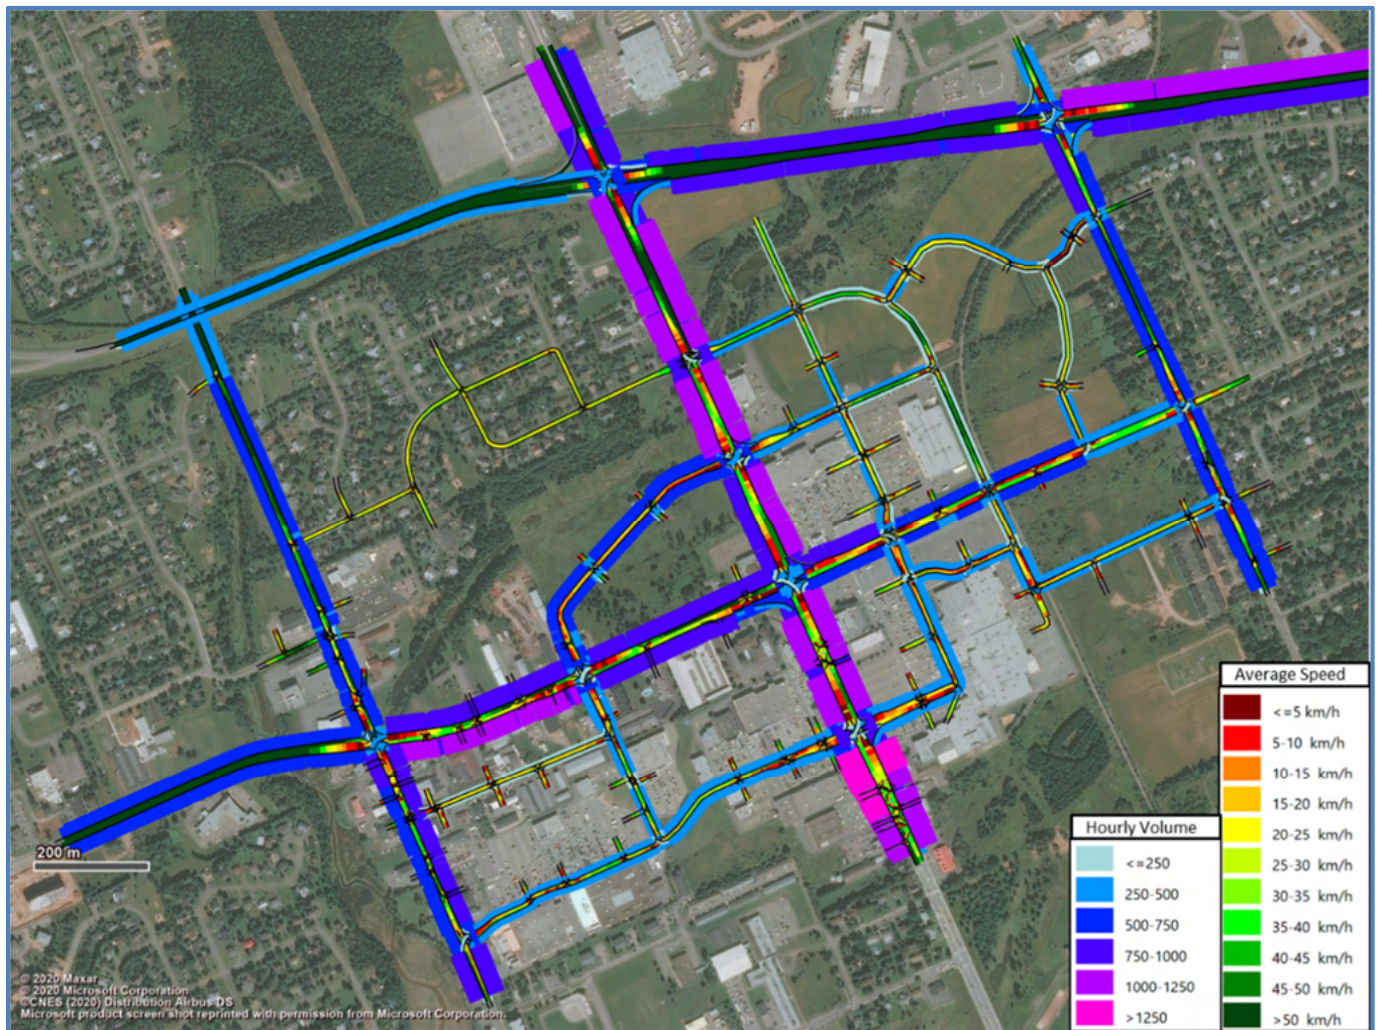 Average Speed
<=5 km/h
5-10 km/h
10-15 km/h
15-20 km/h
20-25 km/h
25-30 km/h
30-35 km/h
35-40 km/h
40-45 km/h
45-50 km/h
>50 km/h
Hourly Volume
<=250
250-500
500-750
750-1000
1000-1250
>1250
200 m
© 2020 Maxar
© 2020 Microsoft Corporation
©CNES (2020) Distribution Airbus DS
Microsoft product screen shot reprinted with permission from Microsoft Corporation.